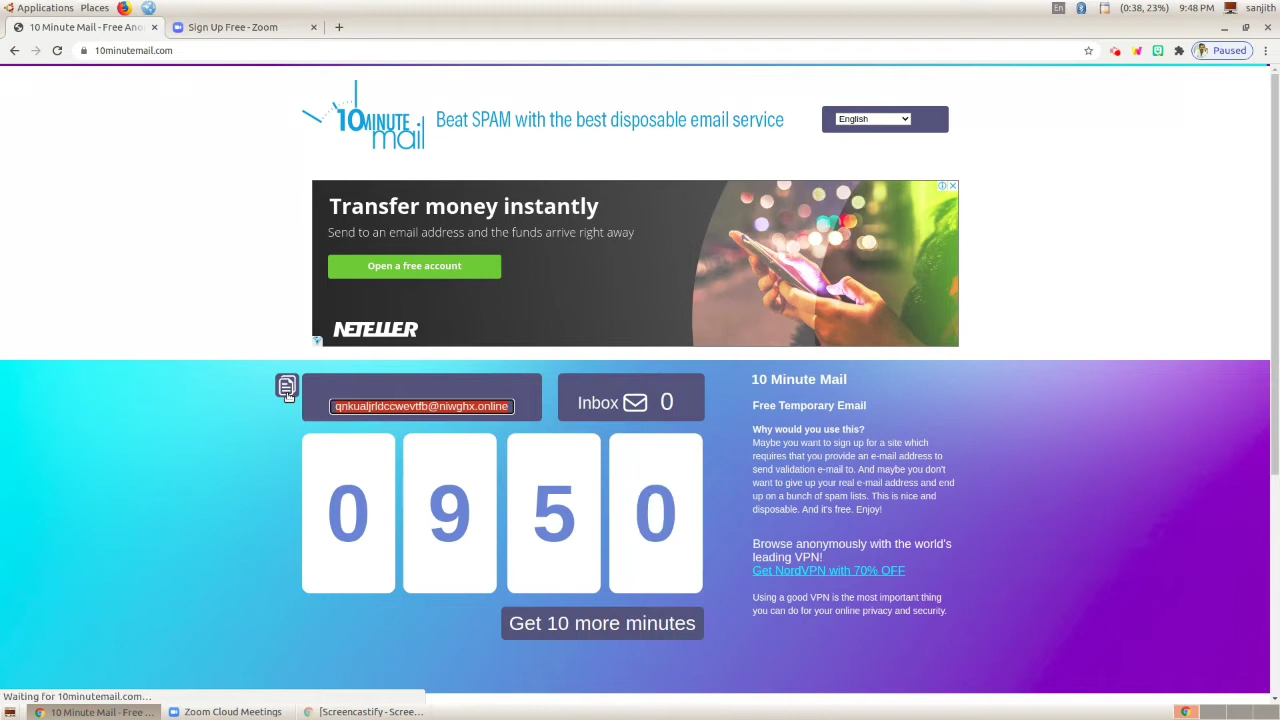 Applications Places En (0:38, 23%) 9:48 PM sanjith
10 Minute Mail - Free Ano Sign Up Free - Zoom
10minutemail.com Paused
10MINUTE mail Beat SPAM with the best disposable email service English
Transfer money instantly
Send to an email address and the funds arrive right away
Open a free account
NETELLER
qnkualjrldccwevtfb@niwghx.online
Inbox 0
0 9 5 0
Get 10 more minutes
10 Minute Mail
Free Temporary Email
Why would you use this?
Maybe you want to sign up for a site which
requires that you provide an e-mail address to
send validation e-mail to. And maybe you don't
want to give up your real e-mail address and end
up on a bunch of spam lists. This is nice and
disposable. And it's free. Enjoy!
Browse anonymously with the world's
leading VPN!
Get NordVPN with 70% OFF
Using a good VPN is the most important thing
you can do for your online privacy and security.
Waiting for 10minutemail.com...
10 Minute Mail - Free ... Zoom Cloud Meetings [Screencastify - Scree...